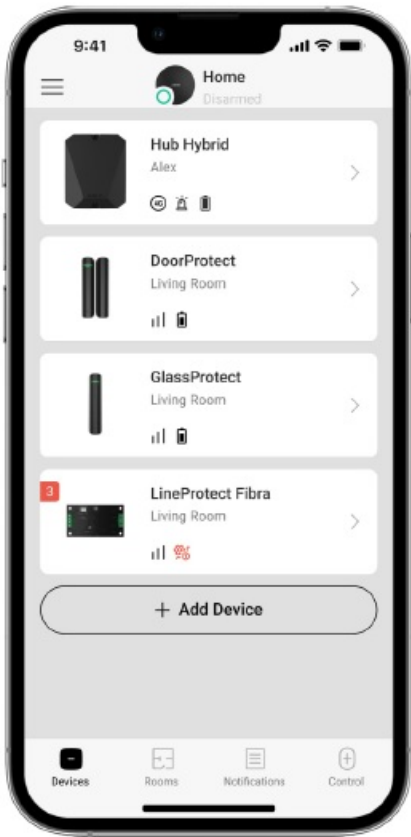 9:41
Home
Disarmed
Hub Hybrid
Alex
4G
DoorProtect
Living Room
GlassProtect
Living Room
3
LineProtect Fibra
Living Room
+ Add Device
Devices Rooms Notifications Control